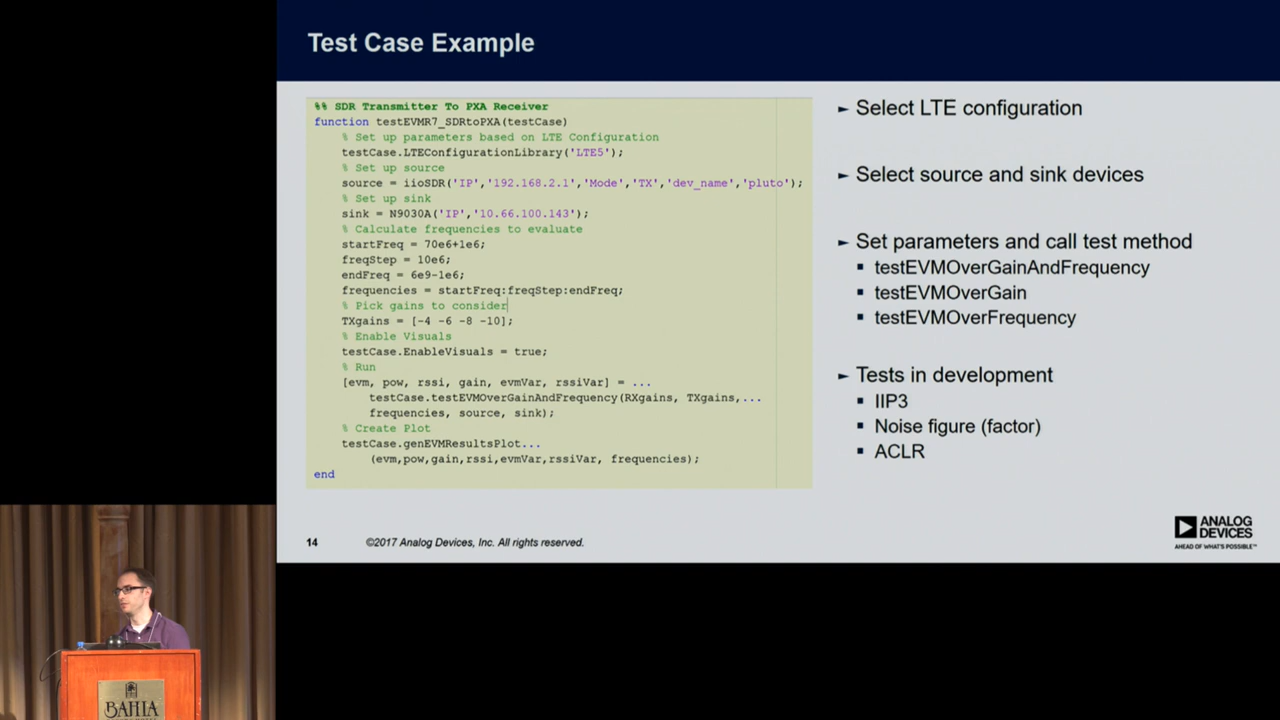 Test Case Example
%% SDR Transmitter To PXA Receiver
function testEVMR7_SDRtoPXA(testCase)
% Set up parameters based on LTE Configuration
testCase.LTEConfigurationLibrary('LTE5');
% Set up source
source = iioSDR('IP','192.168.2.1','Mode','TX','dev_name','pluto');
% Set up sink
sink = N9030A('IP','10.66.100.143');
% Calculate frequencies to evaluate
startFreq = 70e6+1e6;
freqStep = 10e6;
endFreq = 6e9-1e6;
frequencies = startFreq:freqStep:endFreq;
% Pick gains to consider
TXgains = [-4 -6 -8 -10];
% Enable Visuals
testCase.EnableVisuals = true;
% Run
[evm, pow, rssi, gain, evmVar, rssiVar] = ...
testCase.testEVMOverGainAndFrequency(RXgains, TXgains,...
frequencies, source, sink);
% Create Plot
testCase.genEVMResultsPlot...
(evm,pow,gain,rssi,evmVar,rssiVar, frequencies);
end
► Select LTE configuration
► Select source and sink devices
► Set parameters and call test method
▪ testEVMOverGainAndFrequency
▪ testEVMOverGain
▪ testEVMOverFrequency
► Tests in development
▪ IIP3
▪ Noise figure (factor)
▪ ACLR
14
©2017 Analog Devices, Inc. All rights reserved.
ANALOG
DEVICES
AHEAD OF WHAT'S POSSIBLE™
BAHIA